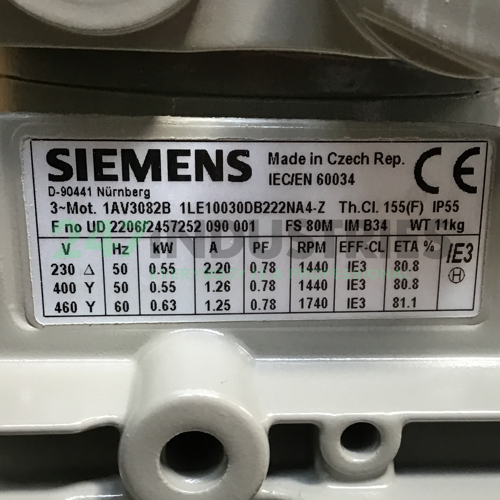 SIEMENS
Made in Czech Rep.
CE
D-90441 Nürnberg
IEC/EN 60034
3~Mot. 1AV3082B 1LE10030DB222NA4-Z Th.Cl. 155(F) IP55
F no UD 2206/2457252 090 001 FS 80M IM B34 WT 11kg
V Hz kW A PF RPM EFF-CL ETA % IE3
230 Δ 50 0.55 2.20 0.78 1440 IE3 80.8 H
400 Y 50 0.55 1.26 0.78 1440 IE3 80.8
460 Y 60 0.63 1.25 0.78 1740 IE3 81.1
247 INDUSTRIES